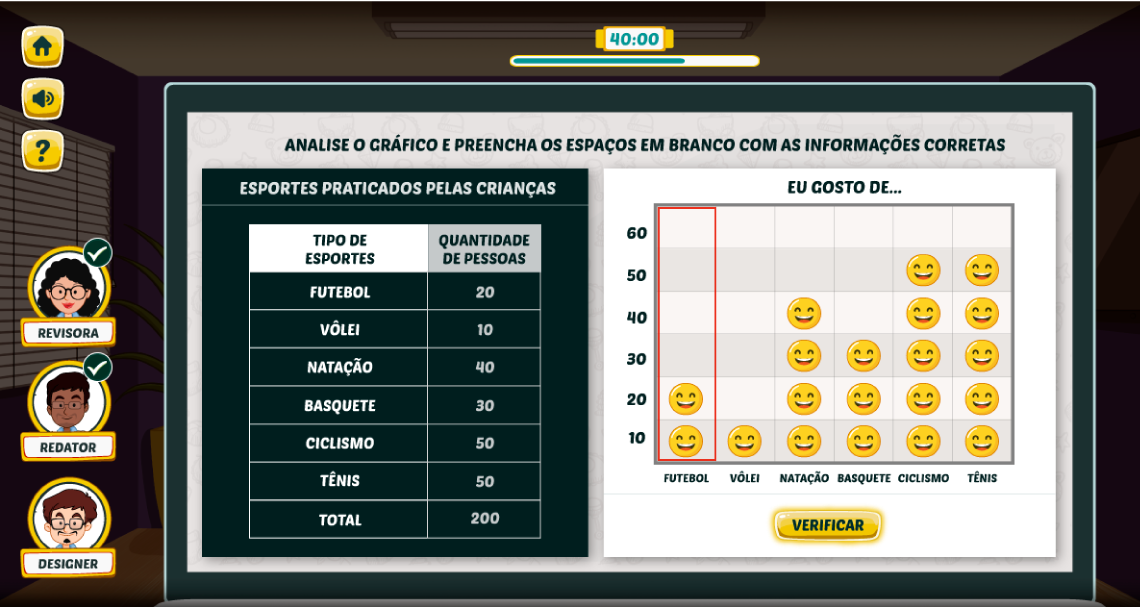 40:00
?
ANALISE O GRÁFICO E PREENCHA OS ESPAÇOS EM BRANCO COM AS INFORMAÇÕES CORRETAS
ESPORTES PRATICADOS PELAS CRIANÇAS
TIPO DE ESPORTES QUANTIDADE DE PESSOAS
FUTEBOL 20
VÔLEI 10
NATAÇÃO 40
BASQUETE 30
CICLISMO 50
TÊNIS 50
TOTAL 200
EU GOSTO DE...
60
50
40
30
20
10
FUTEBOL VÔLEI NATAÇÃO BASQUETE CICLISMO TÊNIS
VERIFICAR
REVISORA
REDATOR
DESIGNER